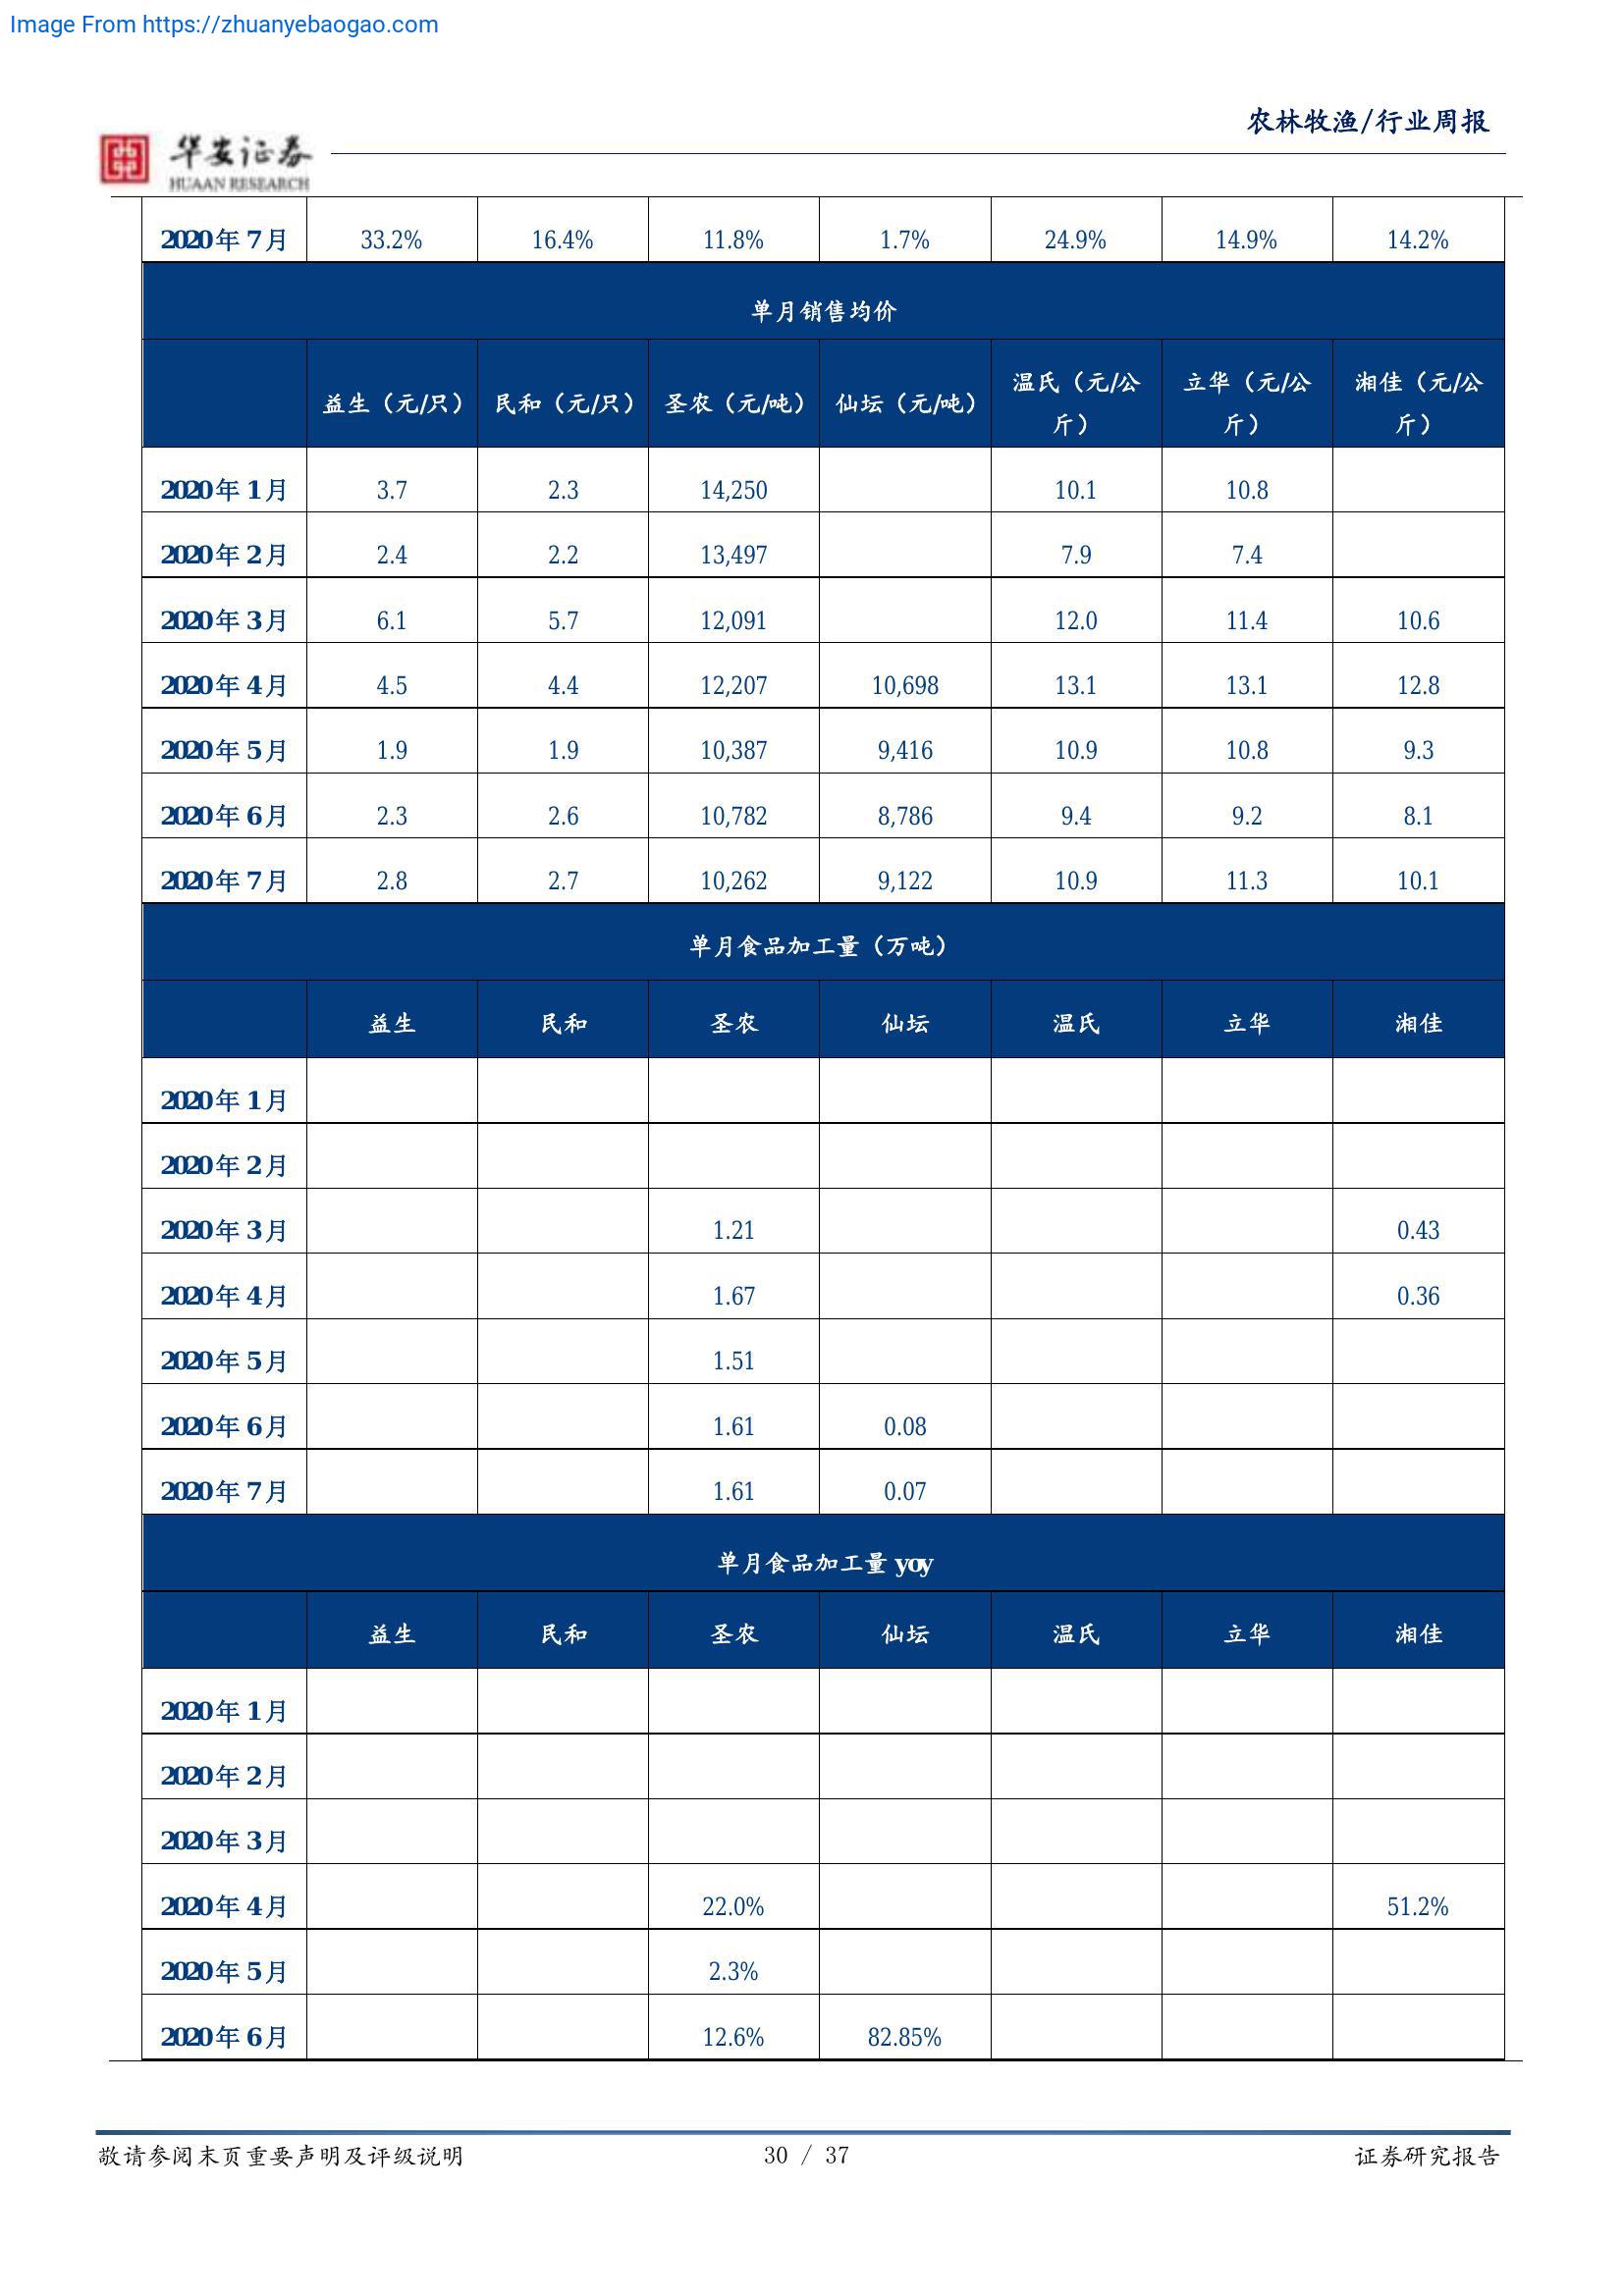 Image From https://zhuanyebaogao.com
农林牧渔/行业周报
华安证券
HUAAN RESEARCH
2020年7月 33.2% 16.4% 11.8% 1.7% 24.9% 14.9% 14.2%
单月销售均价
益生（元/只） 民和（元/只） 圣农（元/吨） 仙坛（元/吨） 温氏（元/公斤） 立华（元/公斤） 湘佳（元/公斤）
2020年1月 3.7 2.3 14,250 10.1 10.8
2020年2月 2.4 2.2 13,497 7.9 7.4
2020年3月 6.1 5.7 12,091 12.0 11.4 10.6
2020年4月 4.5 4.4 12,207 10,698 13.1 13.1 12.8
2020年5月 1.9 1.9 10,387 9,416 10.9 10.8 9.3
2020年6月 2.3 2.6 10,782 8,786 9.4 9.2 8.1
2020年7月 2.8 2.7 10,262 9,122 10.9 11.3 10.1
单月食品加工量（万吨）
益生 民和 圣农 仙坛 温氏 立华 湘佳
2020年1月
2020年2月
2020年3月 1.21 0.43
2020年4月 1.67 0.36
2020年5月 1.51
2020年6月 1.61 0.08
2020年7月 1.61 0.07
单月食品加工量 yoy
益生 民和 圣农 仙坛 温氏 立华 湘佳
2020年1月
2020年2月
2020年3月
2020年4月 22.0% 51.2%
2020年5月 2.3%
2020年6月 12.6% 82.85%
敬请参阅末页重要声明及评级说明 30 / 37 证券研究报告